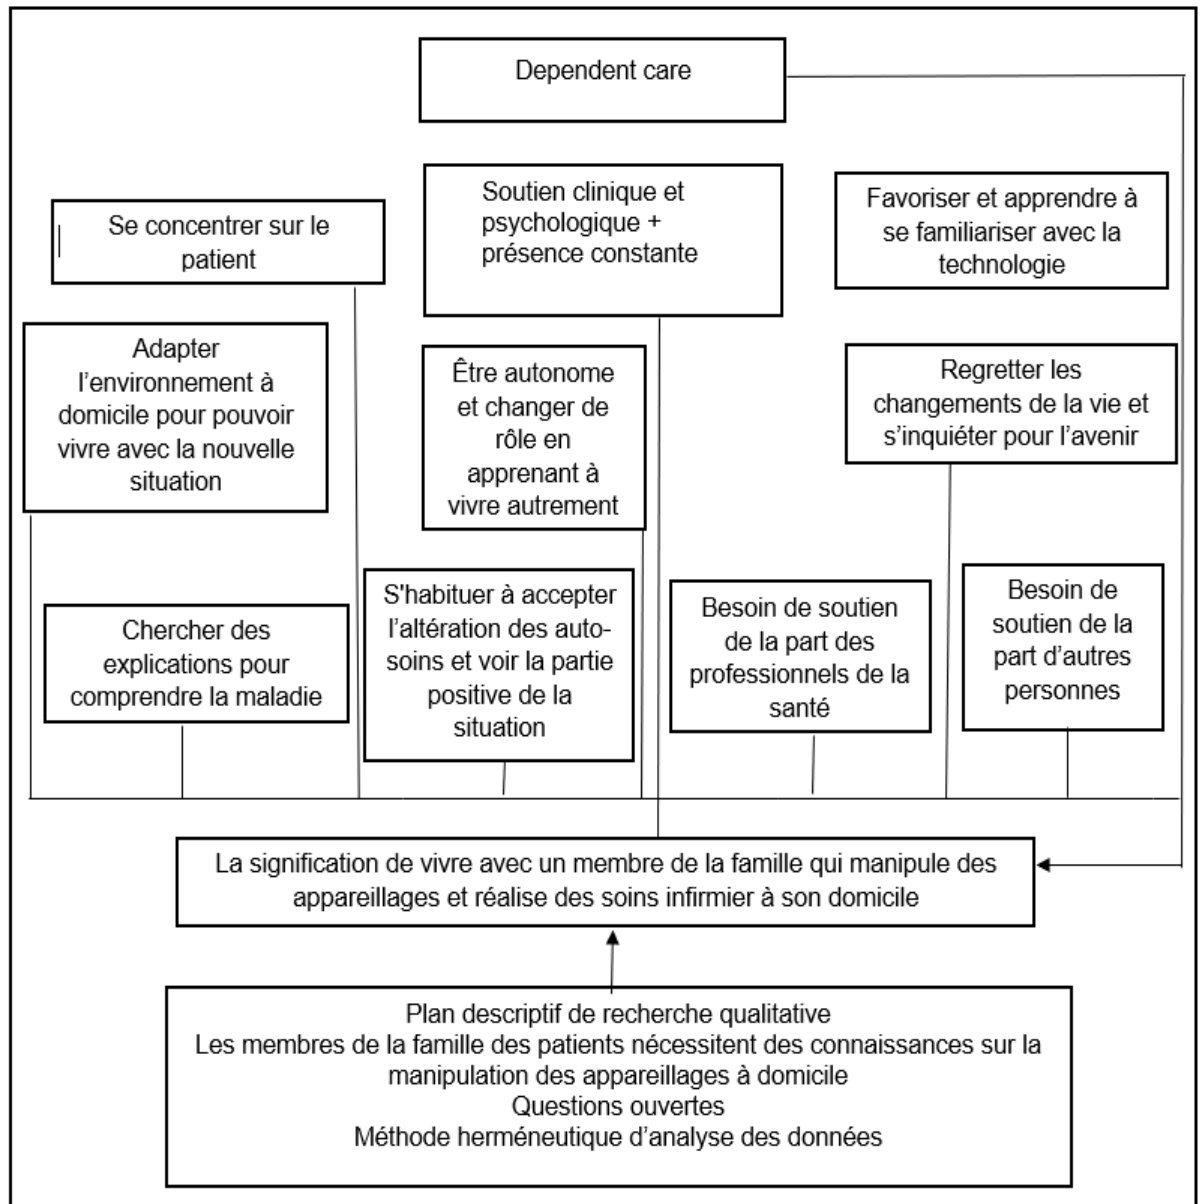 Dependent care
Soutien clinique et
psychologique +
présence constante
Favoriser et apprendre à
se familiariser avec la
technologie
Se concentrer sur le
patient
Adapter
l’environnement à
domicile pour pouvoir
vivre avec la nouvelle
situation
Être autonome
et changer de
rôle en
apprenant à
vivre autrement
Regretter les
changements de la vie et
s’inquiéter pour l’avenir
Chercher des
explications pour
comprendre la maladie
S'habituer à accepter
l’altération des auto-
soins et voir la partie
positive de la
situation
Besoin de soutien
de la part des
professionnels de la
santé
Besoin de
soutien de la
part d’autres
personnes
La signification de vivre avec un membre de la famille qui manipule des
appareillages et réalise des soins infirmier à son domicile
Plan descriptif de recherche qualitative
Les membres de la famille des patients nécessitent des connaissances sur la
manipulation des appareillages à domicile
Questions ouvertes
Méthode herméneutique d’analyse des données